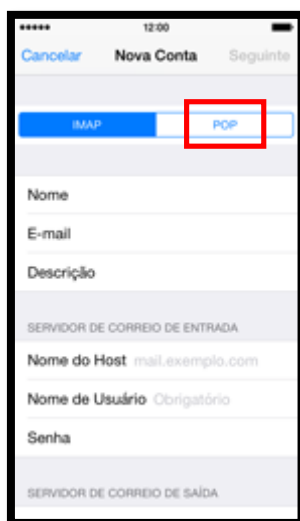 12:00
Cancelar Nova Conta Seguinte
IMAP POP
Nome
E-mail
Descrição
SERVIDOR DE CORREIO DE ENTRADA
Nome do Host mail.exemplo.com
Nome de Usuário Obrigatório
Senha
SERVIDOR DE CORREIO DE SAÍDA